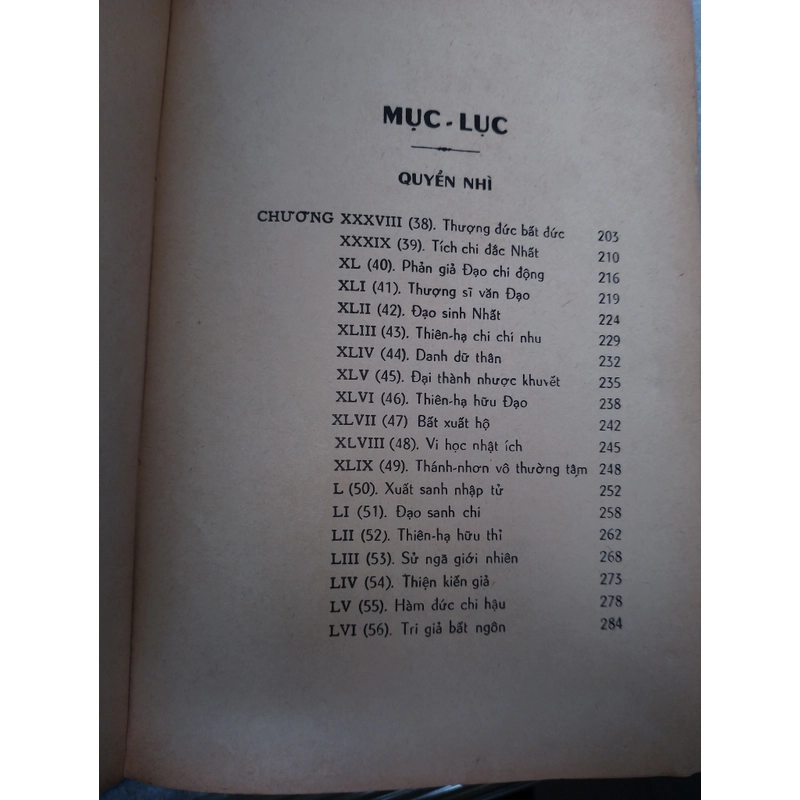 MỤC-LỤC
QUYỂN NHÌ
CHƯƠNG XXXVIII (38). Thượng đức bất đức 203
XXXIX (39). Tích chi đắc Nhất 210
XL (40). Phản giả Đạo chi động 216
XLI (41). Thượng sĩ văn Đạo 219
XLII (42). Đạo sinh Nhất 224
XLIII (43). Thiên-hạ chi chí nhu 229
XLIV (44). Danh dữ thân 232
XLV (45). Đại thành nhược khuyết 235
XLVI (46). Thiên-hạ hữu Đạo 238
XLVII (47) Bất xuất hộ 242
XLVIII (48). Vi học nhật ích 245
XLIX (49). Thánh-nhơn vô thường tâm 248
L (50). Xuất sanh nhập tử 252
LI (51). Đạo sanh chi 258
LII (52). Thiên-hạ hữu thỉ 262
LIII (53). Sử ngã giới nhiên 268
LIV (54). Thiện kiến giả 273
LV (55). Hàm đức chi hậu 278
LVI (56). Tri giả bất ngôn 284